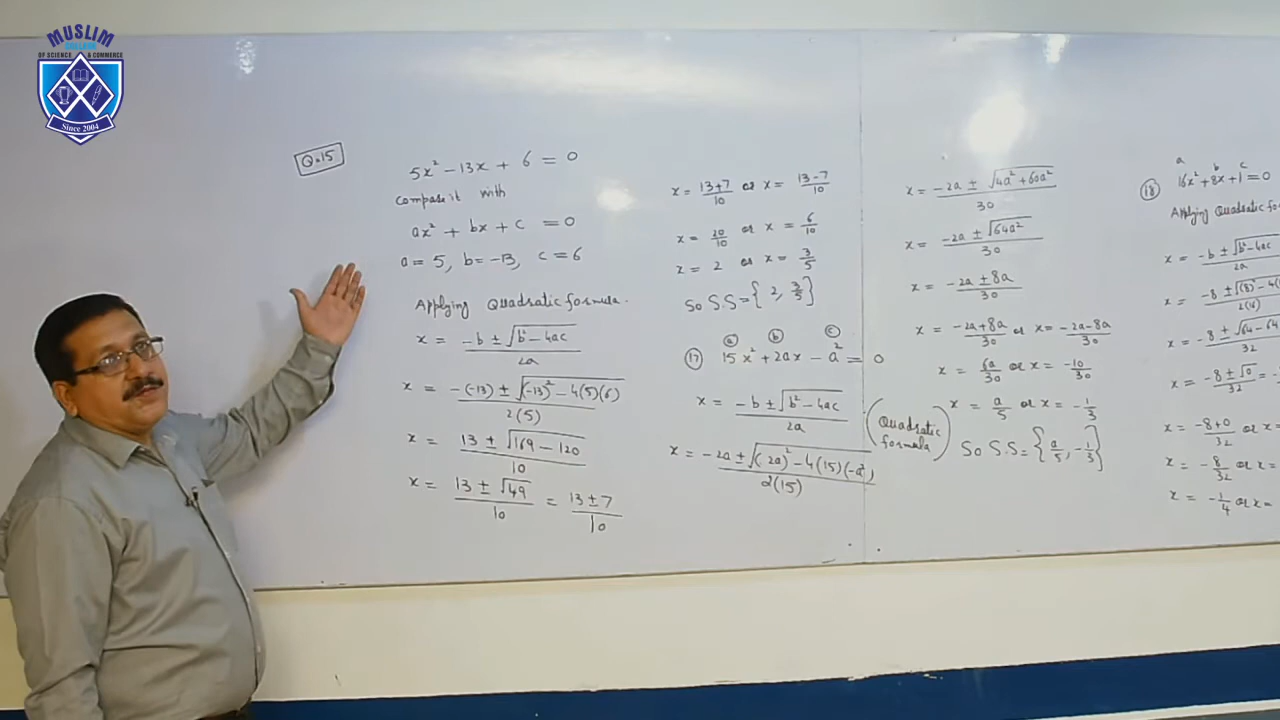 MUSLIM
COLLEGE
OF SCIENCE & COMMERCE
Since 2004
Q.15
5x² - 13x + 6 = 0
Compare it with
ax² + bx + c = 0
a = 5, b = -13, c = 6
Applying Quadratic formula.
x = (-b ± √(b² - 4ac))/2a
x = (-(-13) ± √((-13)² - 4(5)(6)))/2(5)
x = (13 ± √(169 - 120))/10
x = (13 ± √49)/10 = (13 ± 7)/10
x = (13+7)/10 or x = (13-7)/10
x = 20/10 or x = 6/10
x = 2 or x = 3/5
So S.S = {2, 3/5}
(a) (b) (c)
(17) 15x² + 2ax - a² = 0
x = (-b ± √(b² - 4ac))/2a
x = (-2a ± √((2a)² - 4(15)(-a²)))/2(15)
(Quadratic formula)
x = (-2a ± √(4a² + 60a²))/30
x = (-2a ± √(64a²))/30
x = (-2a ± 8a)/30
x = (-2a + 8a)/30 or x = (-2a - 8a)/30
x = 6a/30 or x = -10/30
x = a/5 or x = -1/3
So S.S = {a/5, -1/3}
a b c
(18) 16x² + 8x + 1 = 0
Applying Quadratic
x = (-b ± √(b² - 4ac))/2a
x = (-8 ± √((8)² - 4(
2(16)
x = (-8 ± √(64 - 64
32
x = (-8 ± √0)/32 = -
x = (-8 + 0)/32 or x =
x = -8/32 or x =
x = -1/4 or x =